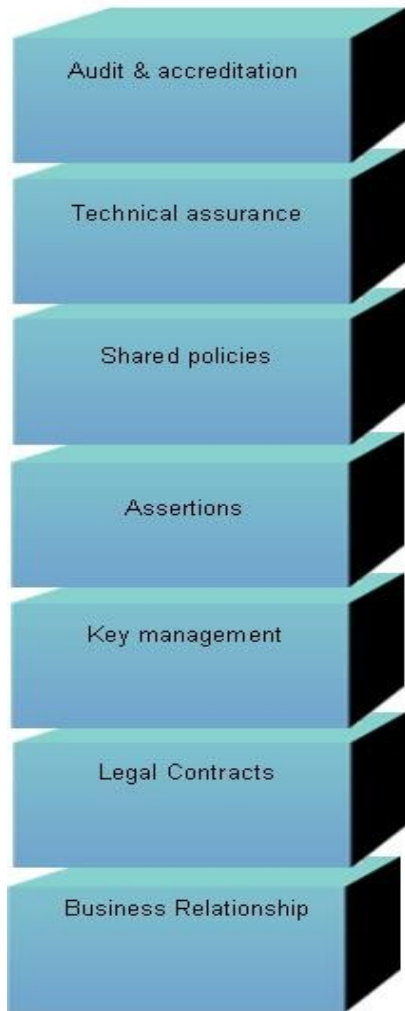 Audit & accreditation
Technical assurance
Shared policies
Assertions
Key management
Legal Contracts
Business Relationship